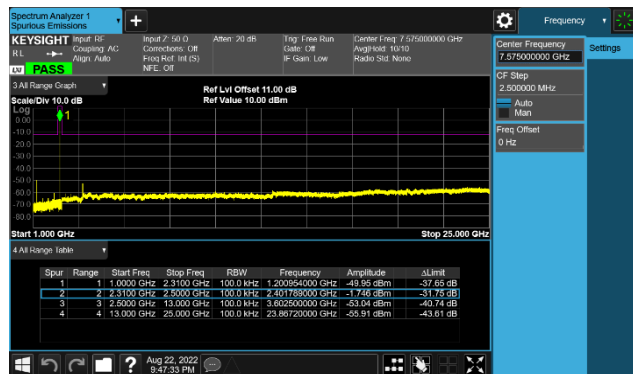 Spectrum Analyzer 1
Spurious Emissions
Frequency
KEYSIGHT Input: RF Input Z: 50 Ω Atten: 20 dB Trig: Free Run Center Freq: 7.575000000 GHz
RL Coupling: AC Corrections: Off Gate: Off Avg|Hold: 10/10
Align: Auto Freq Ref: Int (S) IF Gain: Low Radio Std: None
NFE: Off
LXI PASS
Center Frequency
7.575000000 GHz
Settings
CF Step
2.500000 MHz
Auto
Man
Freq Offset
0 Hz
3 All Range Graph
Ref Lvl Offset 11.00 dB
Scale/Div 10.0 dB Ref Value 10.00 dBm
Log
1
0.00
-10.0
-20.0
-30.0
-40.0
-50.0
-60.0
-70.0
-80.0
Start 1.000 GHz Stop 25.000 GHz
4 All Range Table
Spur Range Start Freq Stop Freq RBW Frequency Amplitude ΔLimit
1 1 1.0000 GHz 2.3100 GHz 100.0 kHz 1.200954000 GHz -49.95 dBm -37.65 dB
2 2 2.3100 GHz 2.5000 GHz 100.0 kHz 2.401789000 GHz -1.746 dBm -31.75 dB
3 3 2.5000 GHz 13.000 GHz 100.0 kHz 3.602500000 GHz -53.04 dBm -40.74 dB
4 4 13.000 GHz 25.000 GHz 100.0 kHz 23.86720000 GHz -55.91 dBm -43.61 dB
? Aug 22, 2022
9:47:33 PM